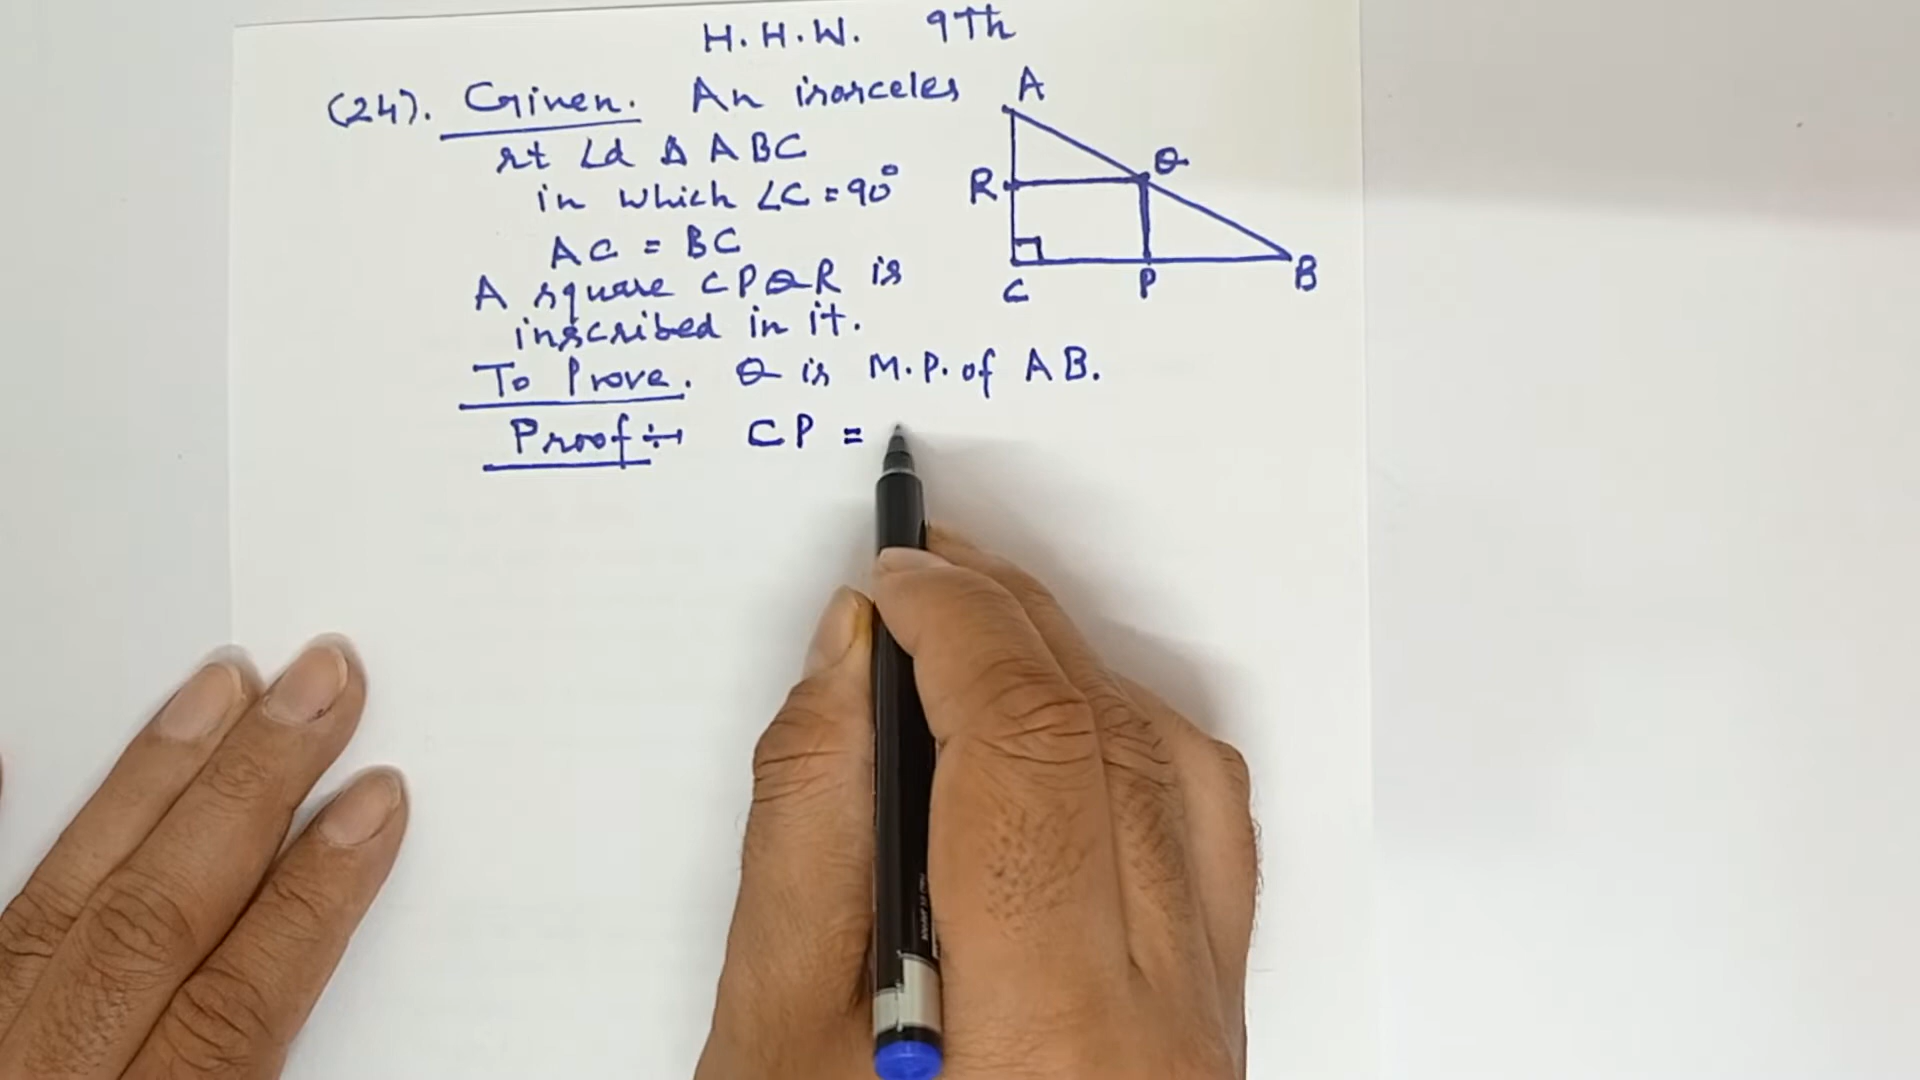 H.H.W. 9Th
(24). Given. An isosceles
rt ∠d Δ ABC
in which ∠C = 90°
AC = BC
A square CPQR is
inscribed in it.
To Prove. Q is M.P. of AB.
Proof÷ CP =
A
Q
R
C
P
B